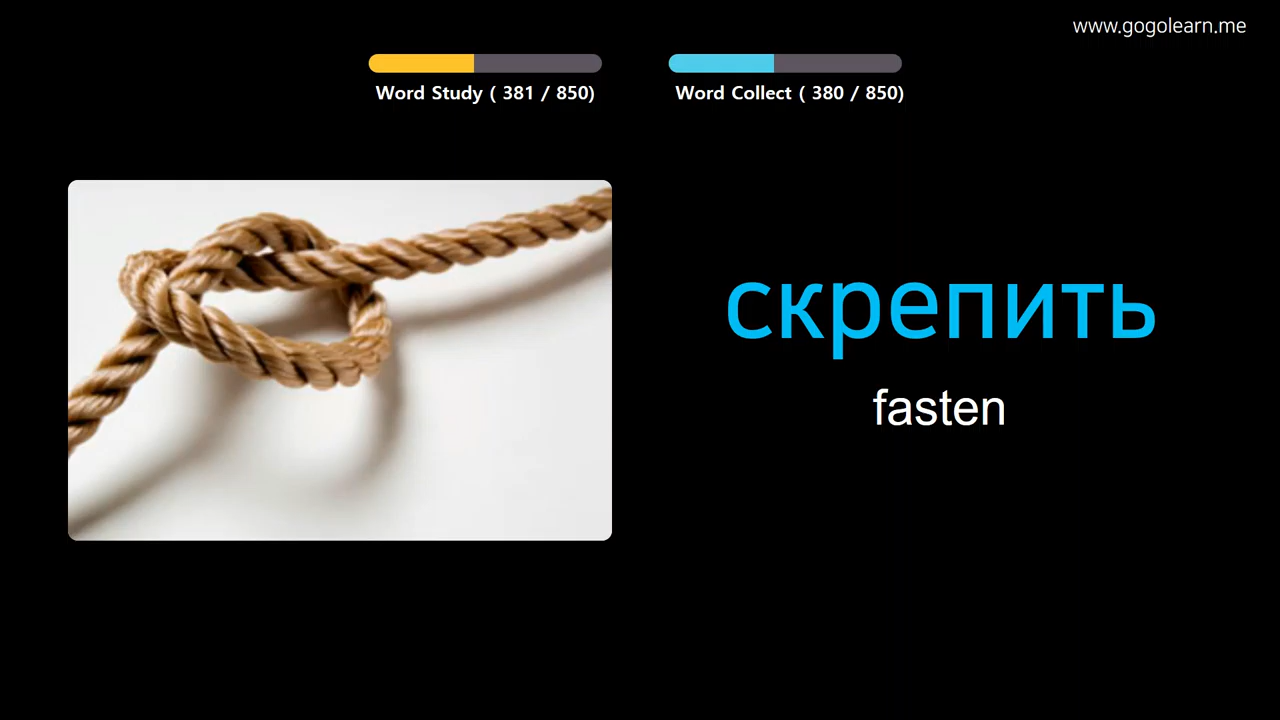 www.gogolearn.me
Word Study ( 381 / 850)
Word Collect ( 380 / 850)
скрепить
fasten